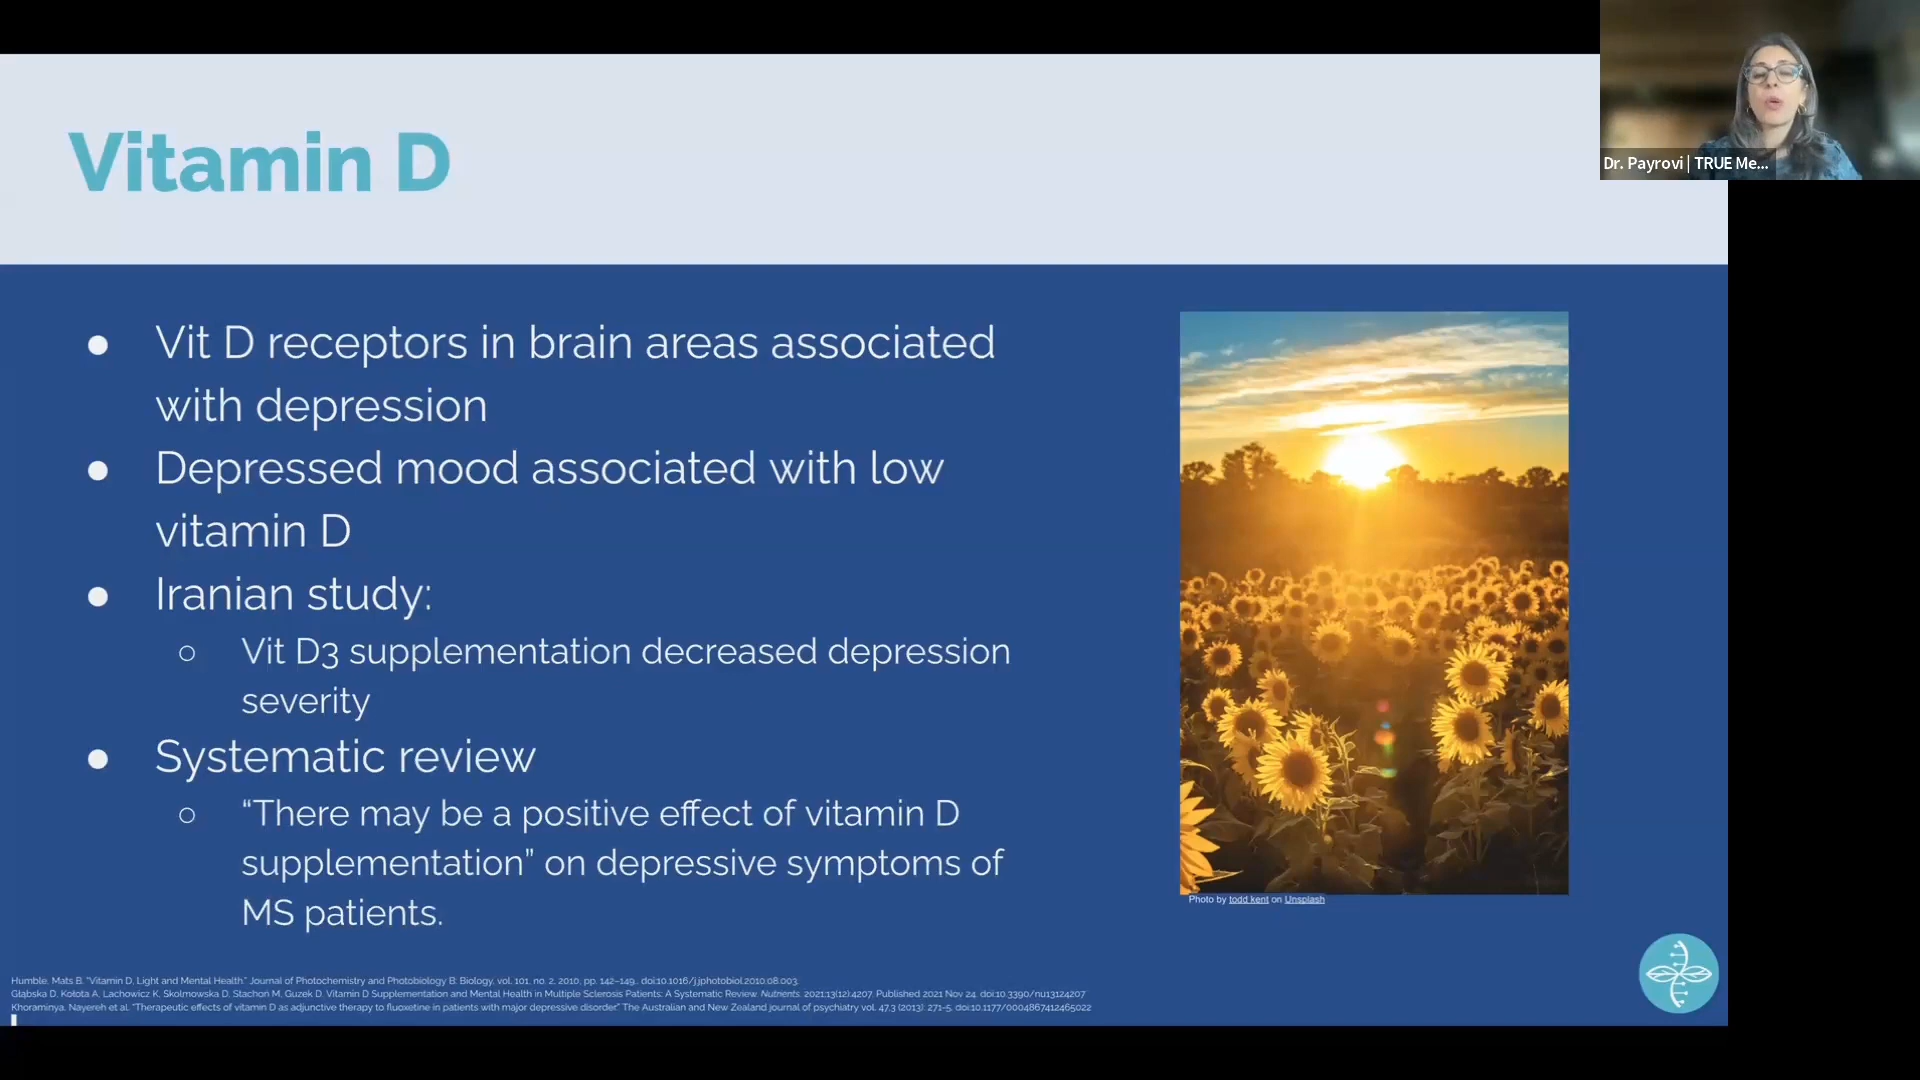 Vitamin D
Dr. Payrovi | TRUE Me...
Vit D receptors in brain areas associated
with depression
Depressed mood associated with low
vitamin D
Iranian study:
Vit D3 supplementation decreased depression
severity
Systematic review
“There may be a positive effect of vitamin D
supplementation” on depressive symptoms of
MS patients.
Photo by todd kent on Unsplash
Humble, Mats B. "Vitamin D, Light and Mental Health." Journal of Photochemistry and Photobiology B: Biology, vol. 101, no. 2, 2010, pp. 142–149., doi:10.1016/j.jphotobiol.2010.08.003.
Głąbska D, Kołota A, Lachowicz K, Skolmowska D, Stachoń M, Guzek D. Vitamin D Supplementation and Mental Health in Multiple Sclerosis Patients: A Systematic Review. Nutrients. 2021;13(12):4207. Published 2021 Nov 24. doi:10.3390/nu13124207
Khoraminya, Nayereh et al. "Therapeutic effects of vitamin D as adjunctive therapy to fluoxetine in patients with major depressive disorder." The Australian and New Zealand journal of psychiatry vol. 47,3 (2013): 271-5. doi:10.1177/0004867412465022